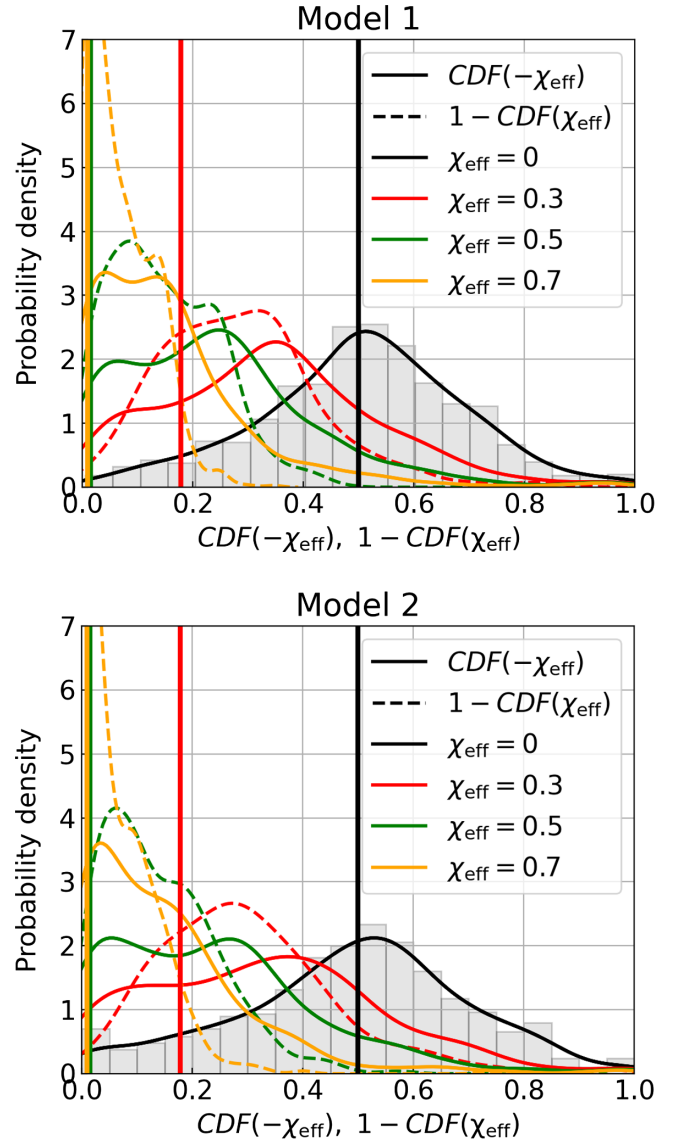 Model 1
7
6
5
4
3
2
1
0
Probability density
CDF(−χeff)
1 − CDF(χeff)
χeff = 0
χeff = 0.3
χeff = 0.5
χeff = 0.7
0.0 0.2 0.4 0.6 0.8 1.0
CDF(−χeff), 1 − CDF(χeff)
Model 2
7
6
5
4
3
2
1
0
Probability density
CDF(−χeff)
1 − CDF(χeff)
χeff = 0
χeff = 0.3
χeff = 0.5
χeff = 0.7
0.0 0.2 0.4 0.6 0.8 1.0
CDF(−χeff), 1 − CDF(χeff)